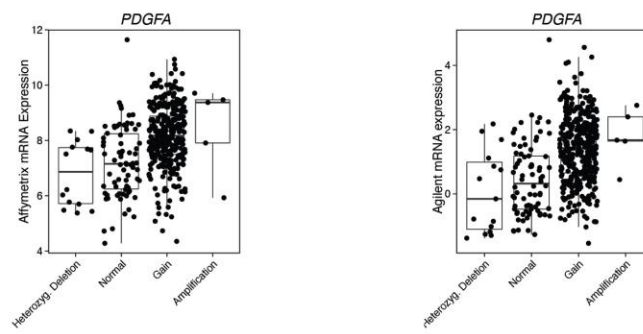 PDGFA
Affymetrix mRNA Expression
12
10
8
6
4
Heterozyg. Deletion
Normal
Gain
Amplification
PDGFA
Agilent mRNA expression
4
2
0
Heterozyg. Deletion
Normal
Gain
Amplification